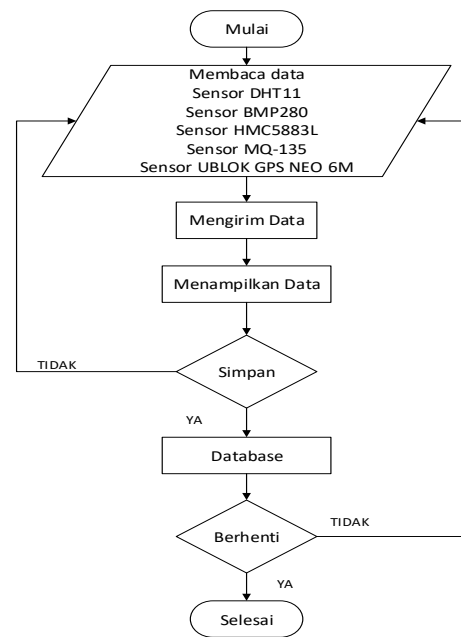 Mulai
Membaca data
Sensor DHT11
Sensor BMP280
Sensor HMC5883L
Sensor MQ-135
Sensor UBLOK GPS NEO 6M
Mengirim Data
Menampilkan Data
TIDAK
Simpan
YA
Database
TIDAK
Berhenti
YA
Selesai